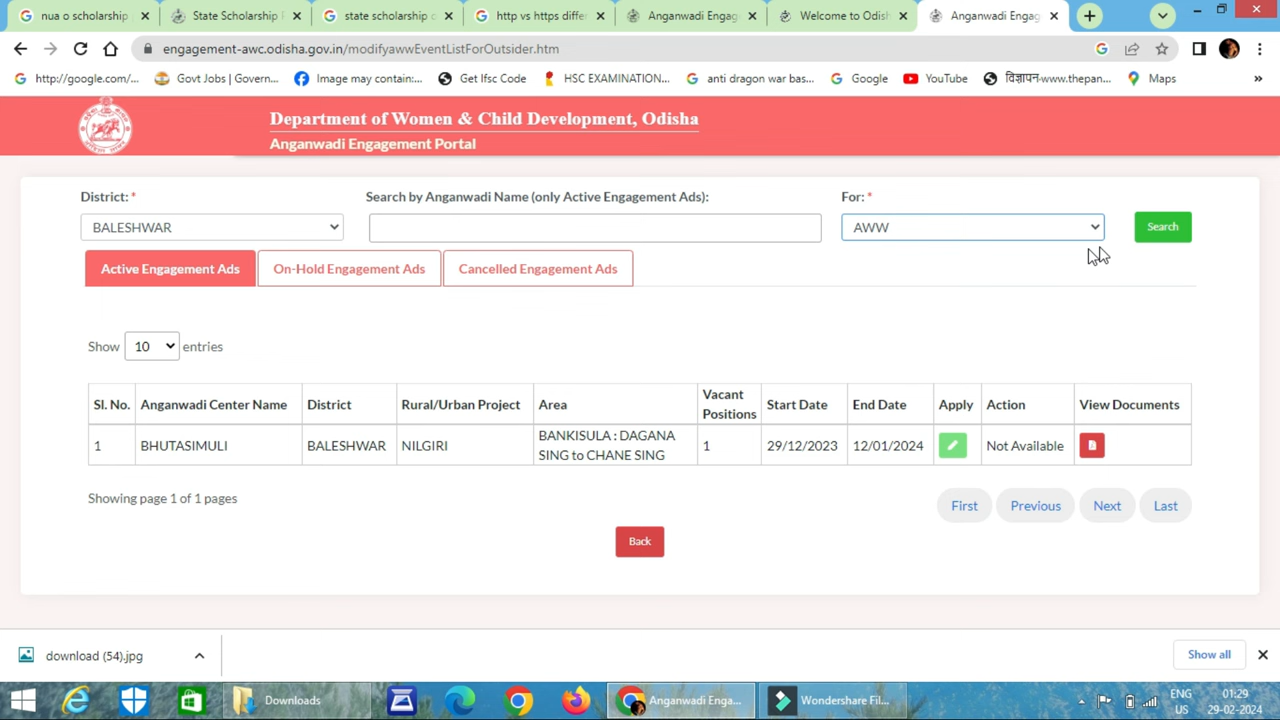 nua o scholarship
State Scholarship
state scholarship
http vs https diffe
Anganwadi Engag
Welcome to Odish
Anganwadi Engag
engagement-awc.odisha.gov.in/modifyawwEventListForOutsider.htm
http://google.com/...
Govt Jobs | Govern...
Image may contain:...
Get Ifsc Code
HSC EXAMINATION...
anti dragon war bas...
Google
YouTube
विज्ञापन-www.thepan...
Maps
Department of Women & Child Development, Odisha
Anganwadi Engagement Portal
District: * Search by Anganwadi Name (only Active Engagement Ads): For: *
BALESHWAR AWW Search
Active Engagement Ads On-Hold Engagement Ads Cancelled Engagement Ads
Show 10 entries
Sl. No. Anganwadi Center Name District Rural/Urban Project Area Vacant Positions Start Date End Date Apply Action View Documents
1 BHUTASIMULI BALESHWAR NILGIRI BANKISULA : DAGANA SING to CHANE SING 1 29/12/2023 12/01/2024 Not Available
Showing page 1 of 1 pages
First Previous Next Last
Back
download (54).jpg
Show all
Downloads
Anganwadi Enga...
Wondershare Fil...
ENG
US
01:29
29-02-2024